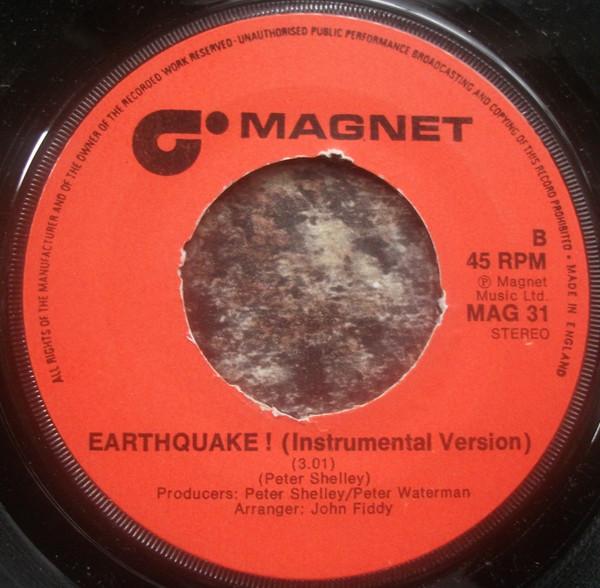 ALL RIGHTS OF THE MANUFACTURER AND OF THE OWNER OF THE RECORDED WORK RESERVED · UNAUTHORISED PUBLIC PERFORMANCE BROADCASTING AND COPYING OF THIS RECORD PROHIBITED • MADE IN ENGLAND
MAGNET
B
45 RPM
℗ Magnet
Music Ltd.
MAG 31
STEREO
EARTHQUAKE ! (Instrumental Version)
(3.01)
(Peter Shelley)
Producers: Peter Shelley/Peter Waterman
Arranger: John Fiddy